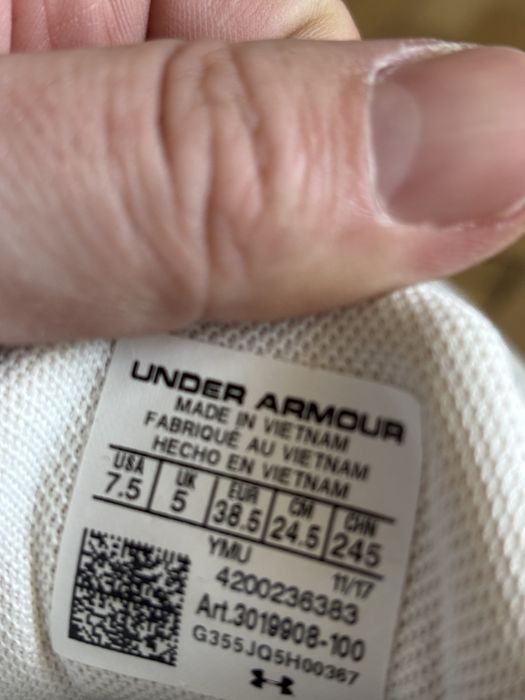 UNDER ARMOUR
MADE IN VIETNAM
FABRIQUÉ AU VIETNAM
HECHO EN VIETNAM
USA UK EUR CM CHN
7.5 5 38.5 24.5 245
YMU 11/17
4200236383
Art.3019908-100
G355JQ5H00367